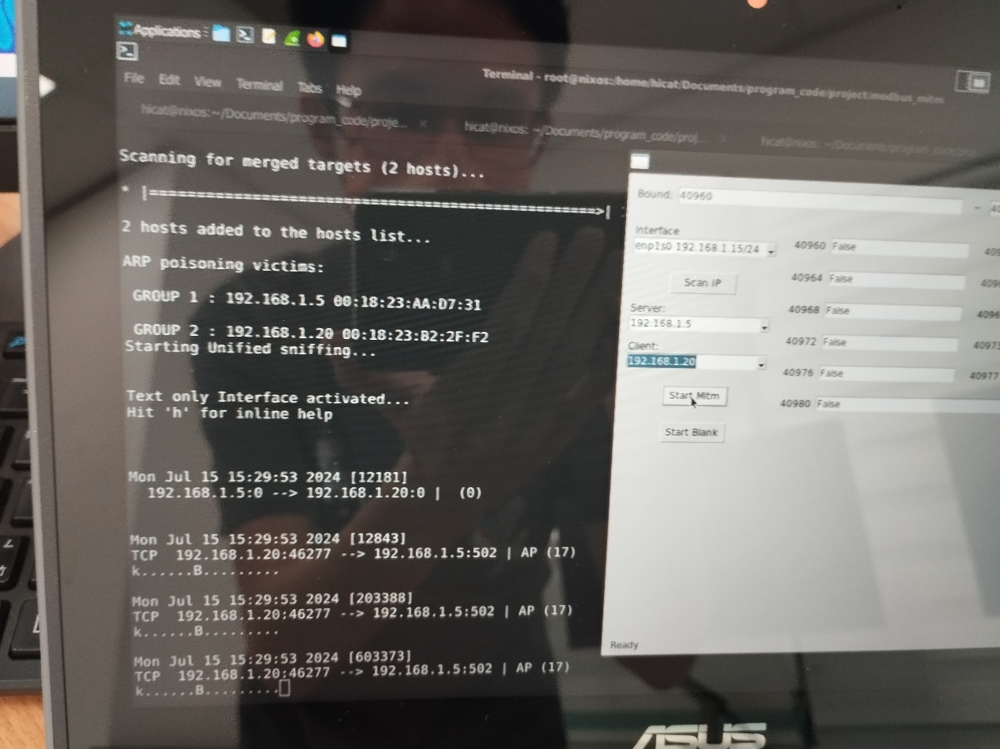 Applications
File Edit View Terminal Tabs Help
Terminal - root@nixos:/home/hicat/Documents/program_code/project/modbus_mitm
hicat@nixos:~/Documents/program_code/proje...
hicat@nixos: ~/Documents/program_code/proj...
hicat@nixos: ~/Documents/program_code/
Scanning for merged targets (2 hosts)...
* |==================================================>|
2 hosts added to the hosts list...
ARP poisoning victims:
GROUP 1 : 192.168.1.5 00:18:23:AA:D7:31
GROUP 2 : 192.168.1.20 00:18:23:B2:2F:F2
Starting Unified sniffing...
Text only Interface activated...
Hit 'h' for inline help
Mon Jul 15 15:29:53 2024 [12181]
192.168.1.5:0 --> 192.168.1.20:0 | (0)
Mon Jul 15 15:29:53 2024 [12843]
TCP 192.168.1.20:46277 --> 192.168.1.5:502 | AP (17)
k......B.........
Mon Jul 15 15:29:53 2024 [203388]
TCP 192.168.1.20:46277 --> 192.168.1.5:502 | AP (17)
k......B.........
Mon Jul 15 15:29:53 2024 [603373]
TCP 192.168.1.20:46277 --> 192.168.1.5:502 | AP (17)
k......B.........
Bound: 40960 -
Interface
enp1s0 192.168.1.15/24
Scan IP
Server:
192.168.1.5
Client:
192.168.1.20
Start Mitm
Start Blank
40960 False
40964 False
40968 False
40972 False 40973
40976 False 40977
40980 False
Ready
ASUS